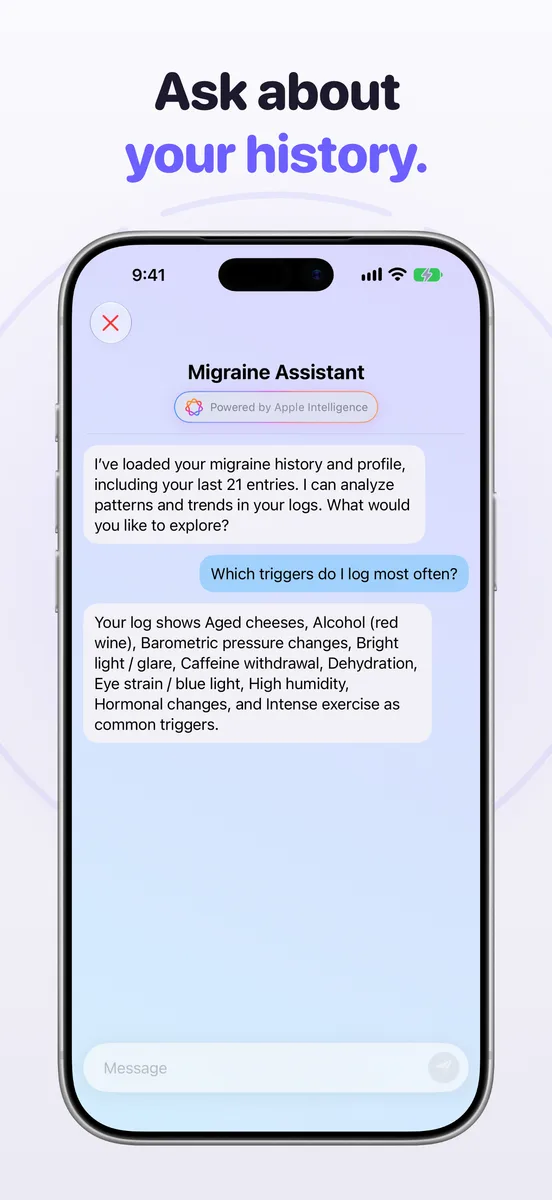 Ask about
your history.
9:41
Migraine Assistant
Powered by Apple Intelligence
I’ve loaded your migraine history and profile,
including your last 21 entries. I can analyze
patterns and trends in your logs. What would
you like to explore?
Which triggers do I log most often?
Your log shows Aged cheeses, Alcohol (red
wine), Barometric pressure changes, Bright
light / glare, Caffeine withdrawal, Dehydration,
Eye strain / blue light, High humidity,
Hormonal changes, and Intense exercise as
common triggers.
Message